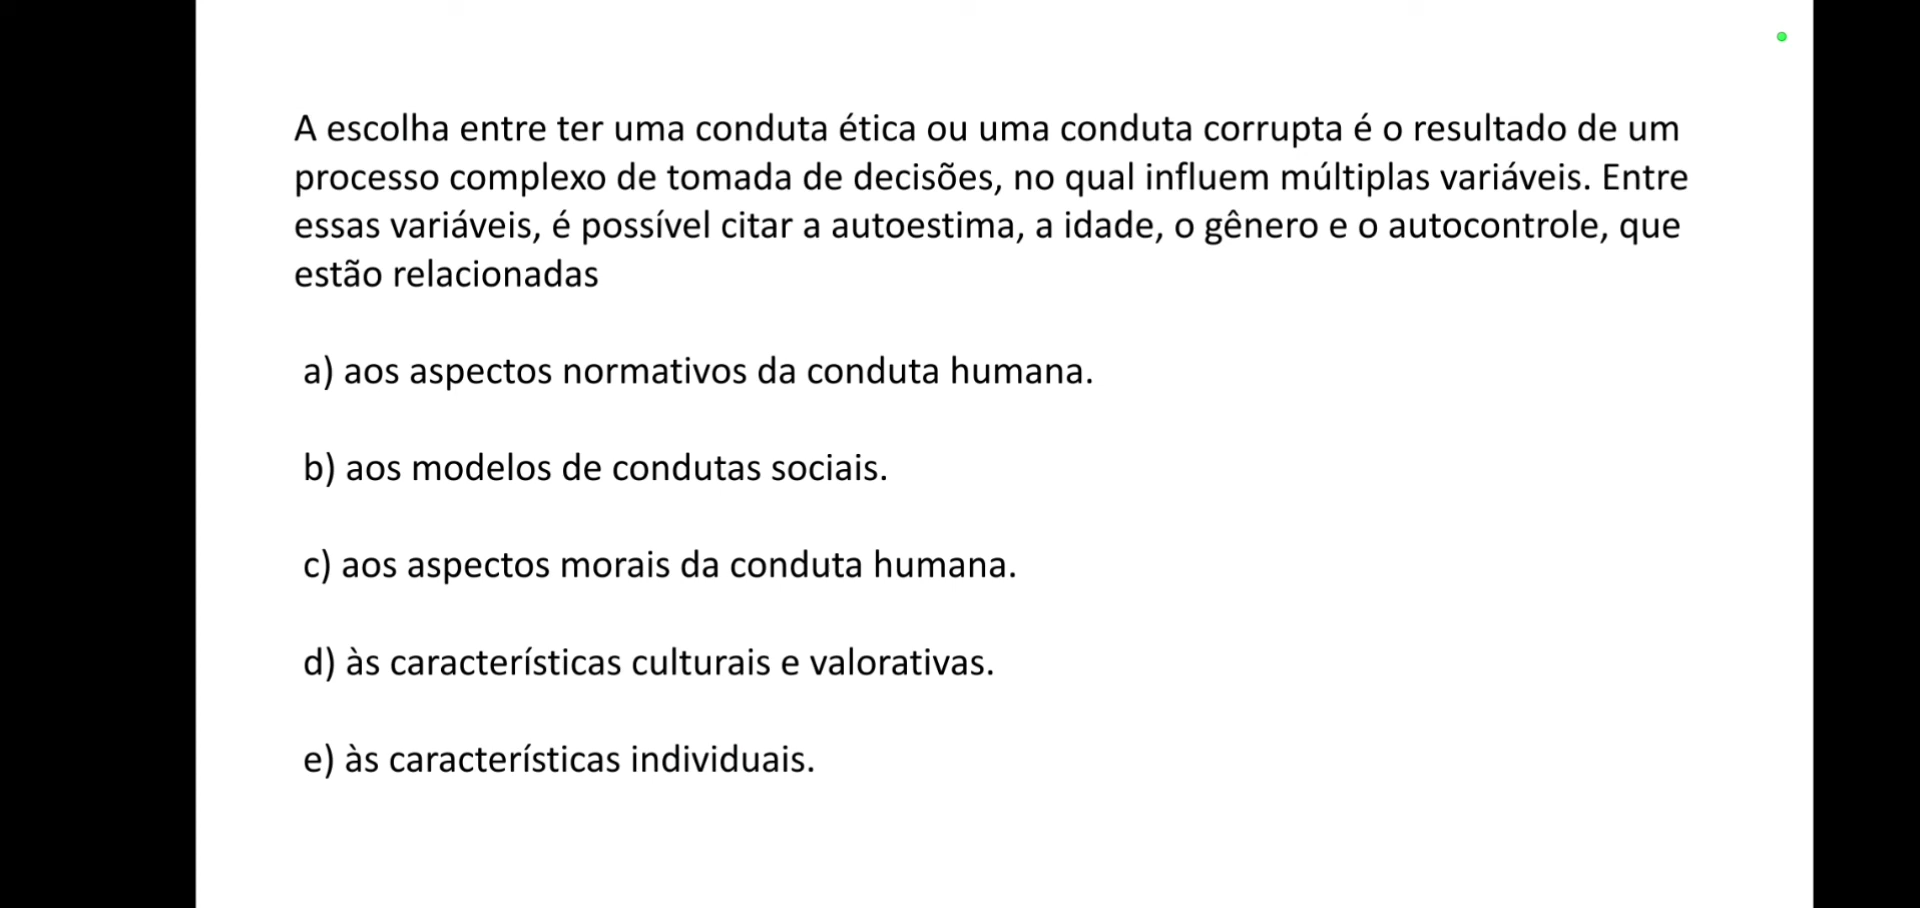 A escolha entre ter uma conduta ética ou uma conduta corrupta é o resultado de um
processo complexo de tomada de decisões, no qual influem múltiplas variáveis. Entre
essas variáveis, é possível citar a autoestima, a idade, o gênero e o autocontrole, que
estão relacionadas
a) aos aspectos normativos da conduta humana.
b) aos modelos de condutas sociais.
c) aos aspectos morais da conduta humana.
d) às características culturais e valorativas.
e) às características individuais.